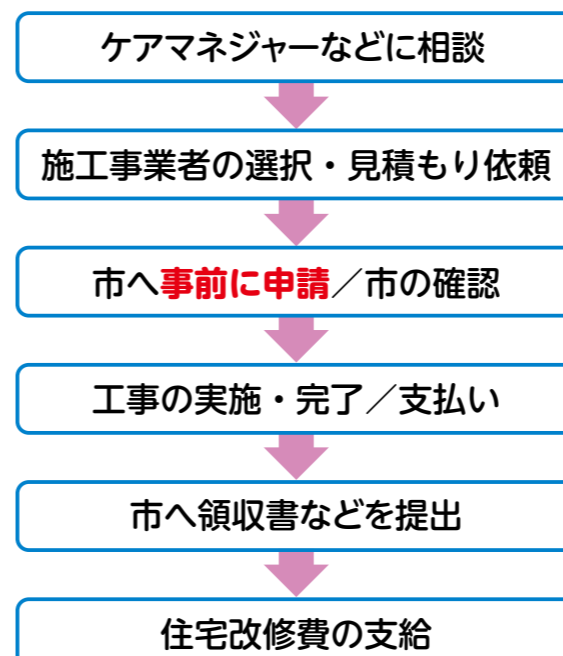 ケアマネジャーなどに相談
施工事業者の選択・見積もり依頼
市へ事前に申請／市の確認
工事の実施・完了／支払い
市へ領収書などを提出
住宅改修費の支給